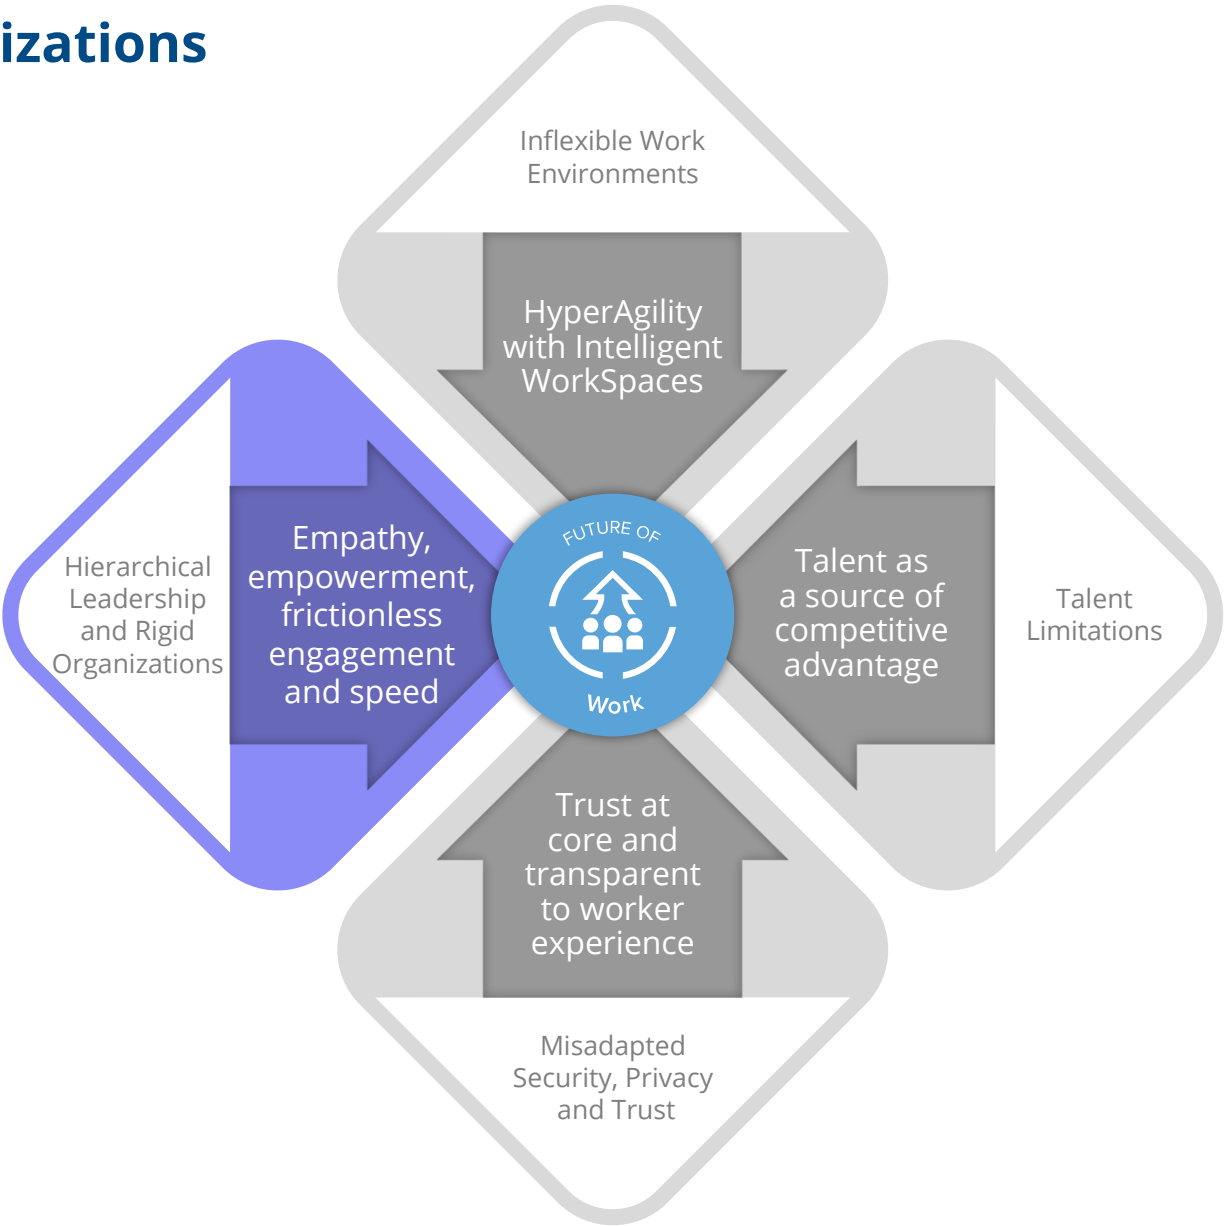 izations
Inflexible Work
Environments
HyperAgility
with Intelligent
WorkSpaces
Hierarchical
Leadership
and Rigid
Organizations
Empathy,
empowerment,
frictionless
engagement
and speed
FUTURE OF
Work
Talent as
a source of
competitive
advantage
Talent
Limitations
Trust at
core and
transparent
to worker
experience
Misadapted
Security, Privacy
and Trust